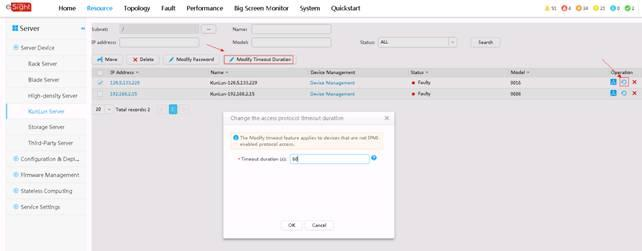 eSight
Home Resource Topology Fault Performance Big Screen Monitor System Quickstart
Server
Server Device
Rack Server
Blade Server
High-density Server
KunLun Server
Storage Server
Third-Party Server
Configuration & Depl...
Firmware Management
Stateless Computing
Service Settings
Subnet: / ... Name:
IP address: Model: Status: ALL Search
Move Delete Modify Password Modify Timeout Duration
IP Address Name Device Management Status Model Operation
126.5.133.229 KunLun-126.5.133.229 Device Management Faulty 9016
192.168.2.15 KunLun-192.168.2.15 Device Management Faulty
20 Total records: 2 1
Change the access protocol timeout duration
The Modify timeout feature applies to devices that are not IPMI
enabled protocol access.
* Timeout duration (s): 60
OK Cancel